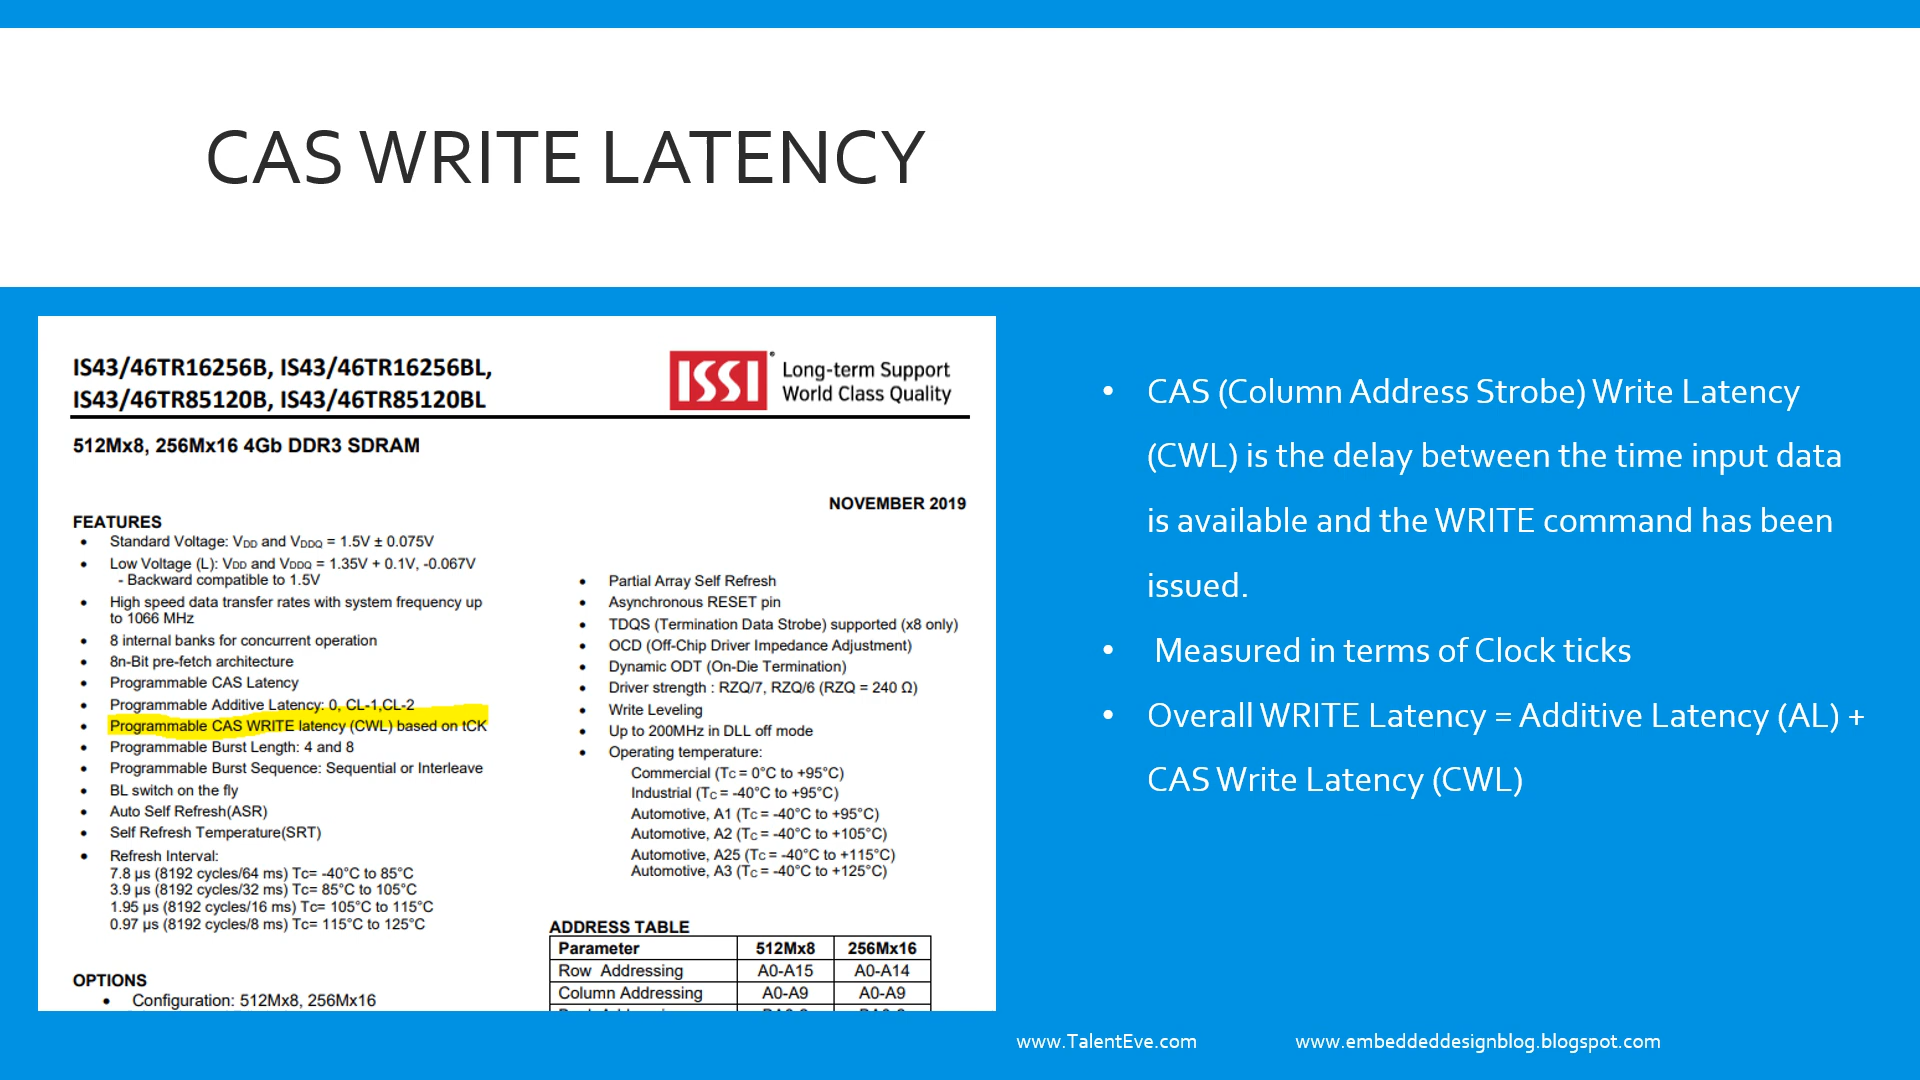 CAS WRITE LATENCY
IS43/46TR16256B, IS43/46TR16256BL,
IS43/46TR85120B, IS43/46TR85120BL
ISSI
Long-term Support
World Class Quality
512Mx8, 256Mx16 4Gb DDR3 SDRAM
NOVEMBER 2019
FEATURES
• Standard Voltage: VDD and VDDQ = 1.5V ± 0.075V
• Low Voltage (L): VDD and VDDQ = 1.35V + 0.1V, -0.067V
- Backward compatible to 1.5V
• High speed data transfer rates with system frequency up
to 1066 MHz
• 8 internal banks for concurrent operation
• 8n-Bit pre-fetch architecture
• Programmable CAS Latency
• Programmable Additive Latency: 0, CL-1,CL-2
• Programmable CAS WRITE latency (CWL) based on tCK
• Programmable Burst Length: 4 and 8
• Programmable Burst Sequence: Sequential or Interleave
• BL switch on the fly
• Auto Self Refresh(ASR)
• Self Refresh Temperature(SRT)
• Refresh Interval:
7.8 μs (8192 cycles/64 ms) Tc= -40°C to 85°C
3.9 μs (8192 cycles/32 ms) Tc= 85°C to 105°C
1.95 μs (8192 cycles/16 ms) Tc= 105°C to 115°C
0.97 μs (8192 cycles/8 ms) Tc= 115°C to 125°C
OPTIONS
• Configuration: 512Mx8, 256Mx16
• Partial Array Self Refresh
• Asynchronous RESET pin
• TDQS (Termination Data Strobe) supported (x8 only)
• OCD (Off-Chip Driver Impedance Adjustment)
• Dynamic ODT (On-Die Termination)
• Driver strength : RZQ/7, RZQ/6 (RZQ = 240 Ω)
• Write Leveling
• Up to 200MHz in DLL off mode
• Operating temperature:
Commercial (TC = 0°C to +95°C)
Industrial (TC = -40°C to +95°C)
Automotive, A1 (TC = -40°C to +95°C)
Automotive, A2 (TC = -40°C to +105°C)
Automotive, A25 (TC = -40°C to +115°C)
Automotive, A3 (TC = -40°C to +125°C)
ADDRESS TABLE
Parameter 512Mx8 256Mx16
Row Addressing A0-A15 A0-A14
Column Addressing A0-A9 A0-A9
• CAS (Column Address Strobe) Write Latency
(CWL) is the delay between the time input data
is available and the WRITE command has been
issued.
• Measured in terms of Clock ticks
• Overall WRITE Latency = Additive Latency (AL) +
CAS Write Latency (CWL)
www.TalentEve.com
www.embeddeddesignblog.blogspot.com